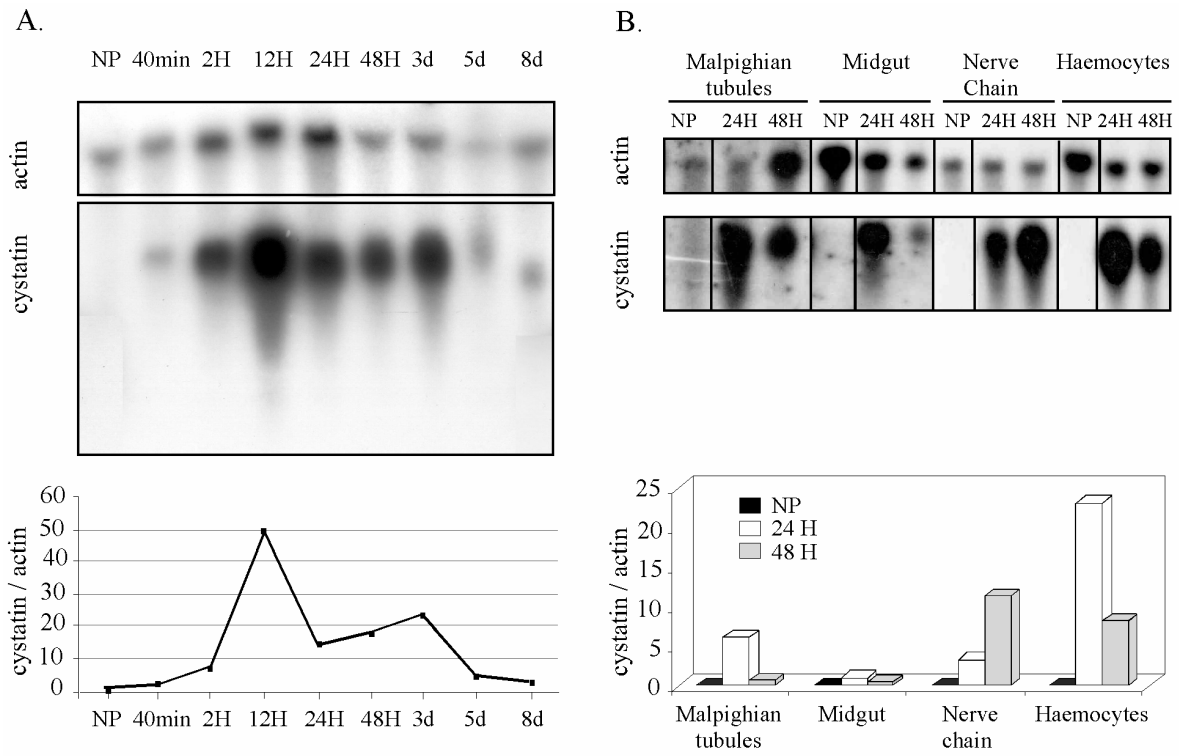 A.
NP 40min 2H 12H 24H 48H 3d 5d 8d
actin
cystatin
60
50
40
30
20
10
0
cystatin / actin
NP 40min 2H 12H 24H 48H 3d 5d 8d
B.
Malpighian tubules Midgut Nerve Chain Haemocytes
NP 24H 48H NP 24H 48H NP 24H 48H NP 24H 48H
actin
cystatin
25
20
15
10
5
0
cystatin / actin
NP
24 H
48 H
Malpighian tubules Midgut Nerve chain Haemocytes